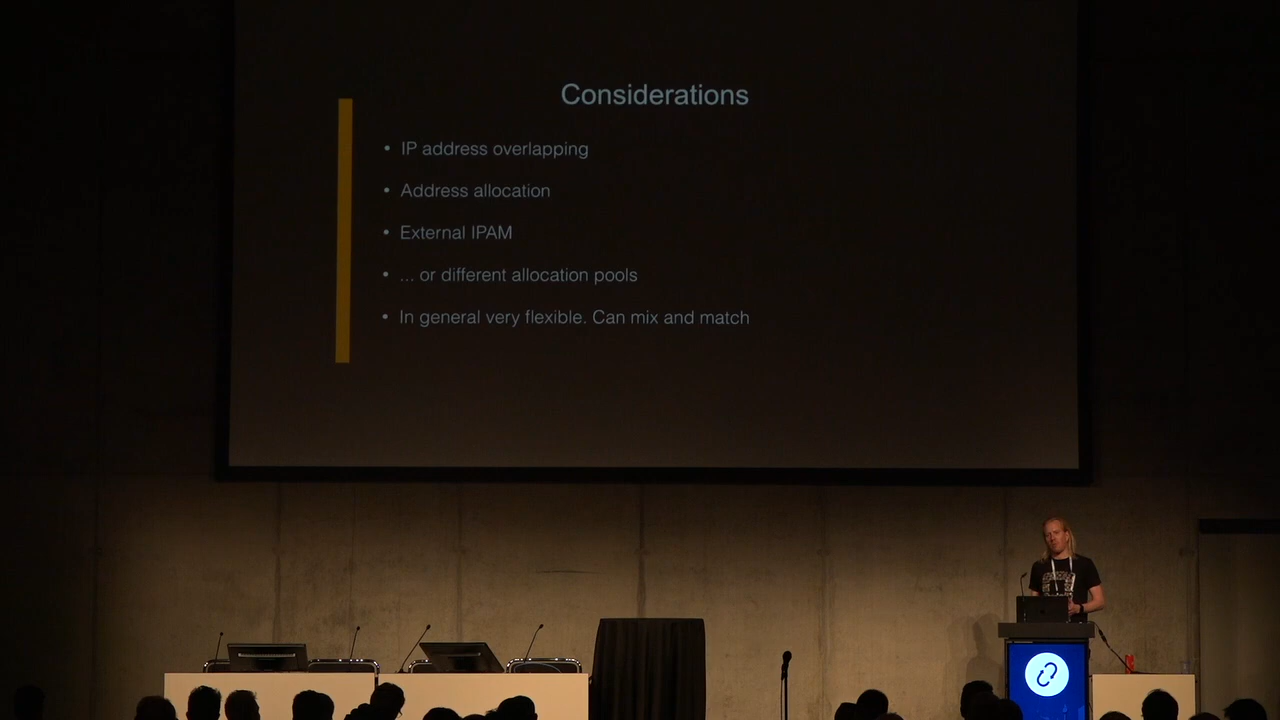 Considerations
• IP address overlapping
• Address allocation
• External IPAM
• ... or different allocation pools
• In general very flexible. Can mix and match